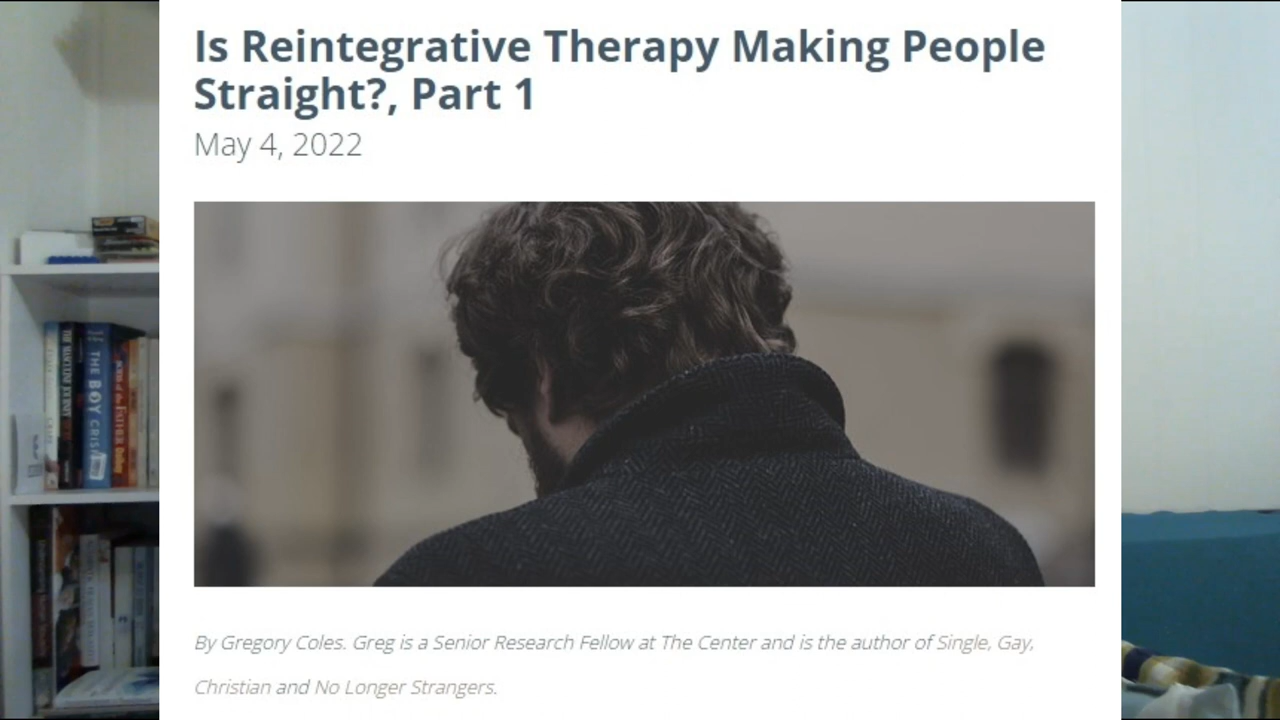 Is Reintegrative Therapy Making People
Straight?, Part 1
May 4, 2022
By Gregory Coles. Greg is a Senior Research Fellow at The Center and is the author of Single, Gay,
Christian and No Longer Strangers.
THE BOY CRISIS